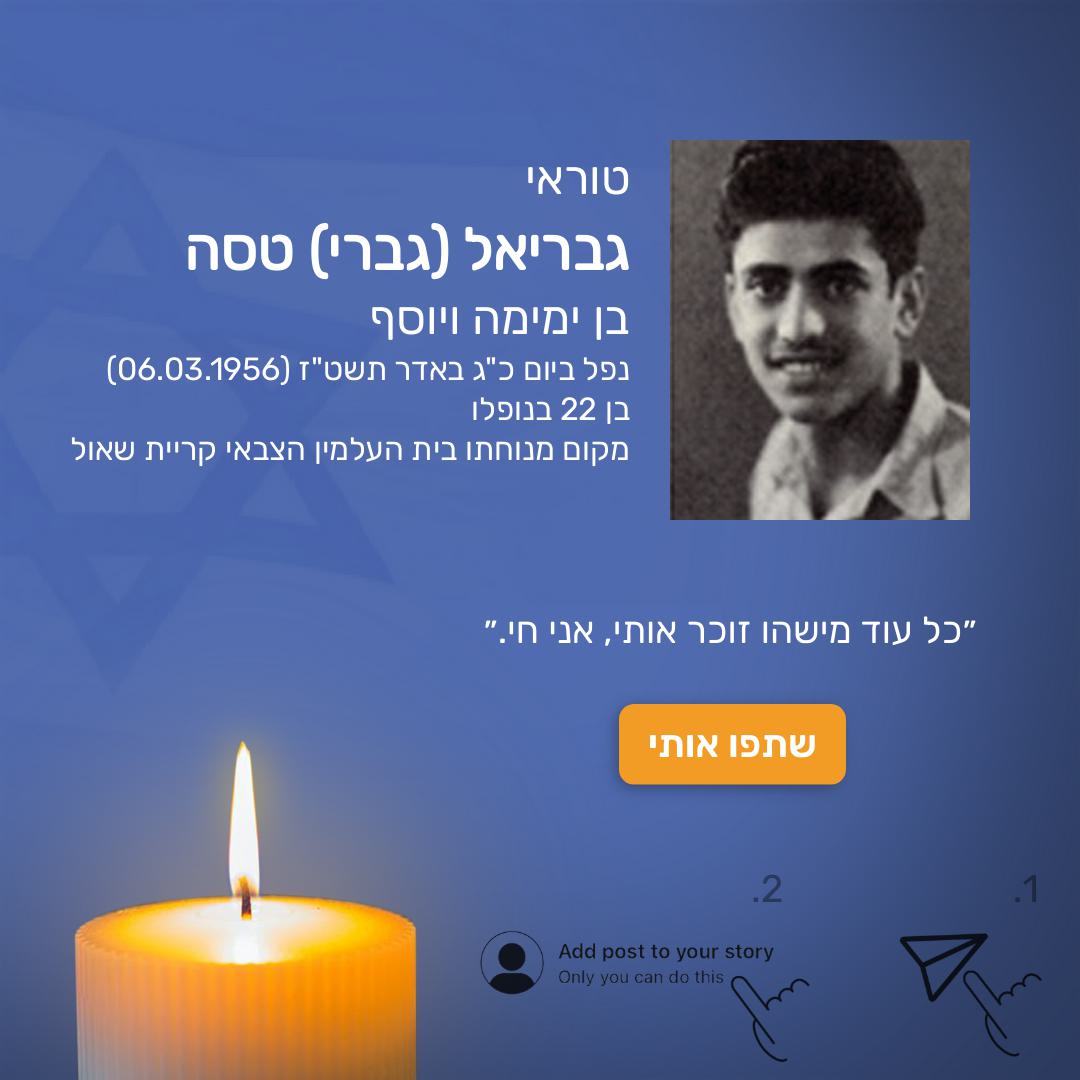 טוראי
גבריאל (גברי) טסה
בן ימימה ויוסף
נפל ביום כ"ג באדר תשט"ז (06.03.1956)
בן 22 בנופלו
מקום מנוחתו בית העלמין הצבאי קריית שאול
״כל עוד מישהו זוכר אותי, אני חי.״
שתפו אותי
1.
2.
Add post to your story
Only you can do this